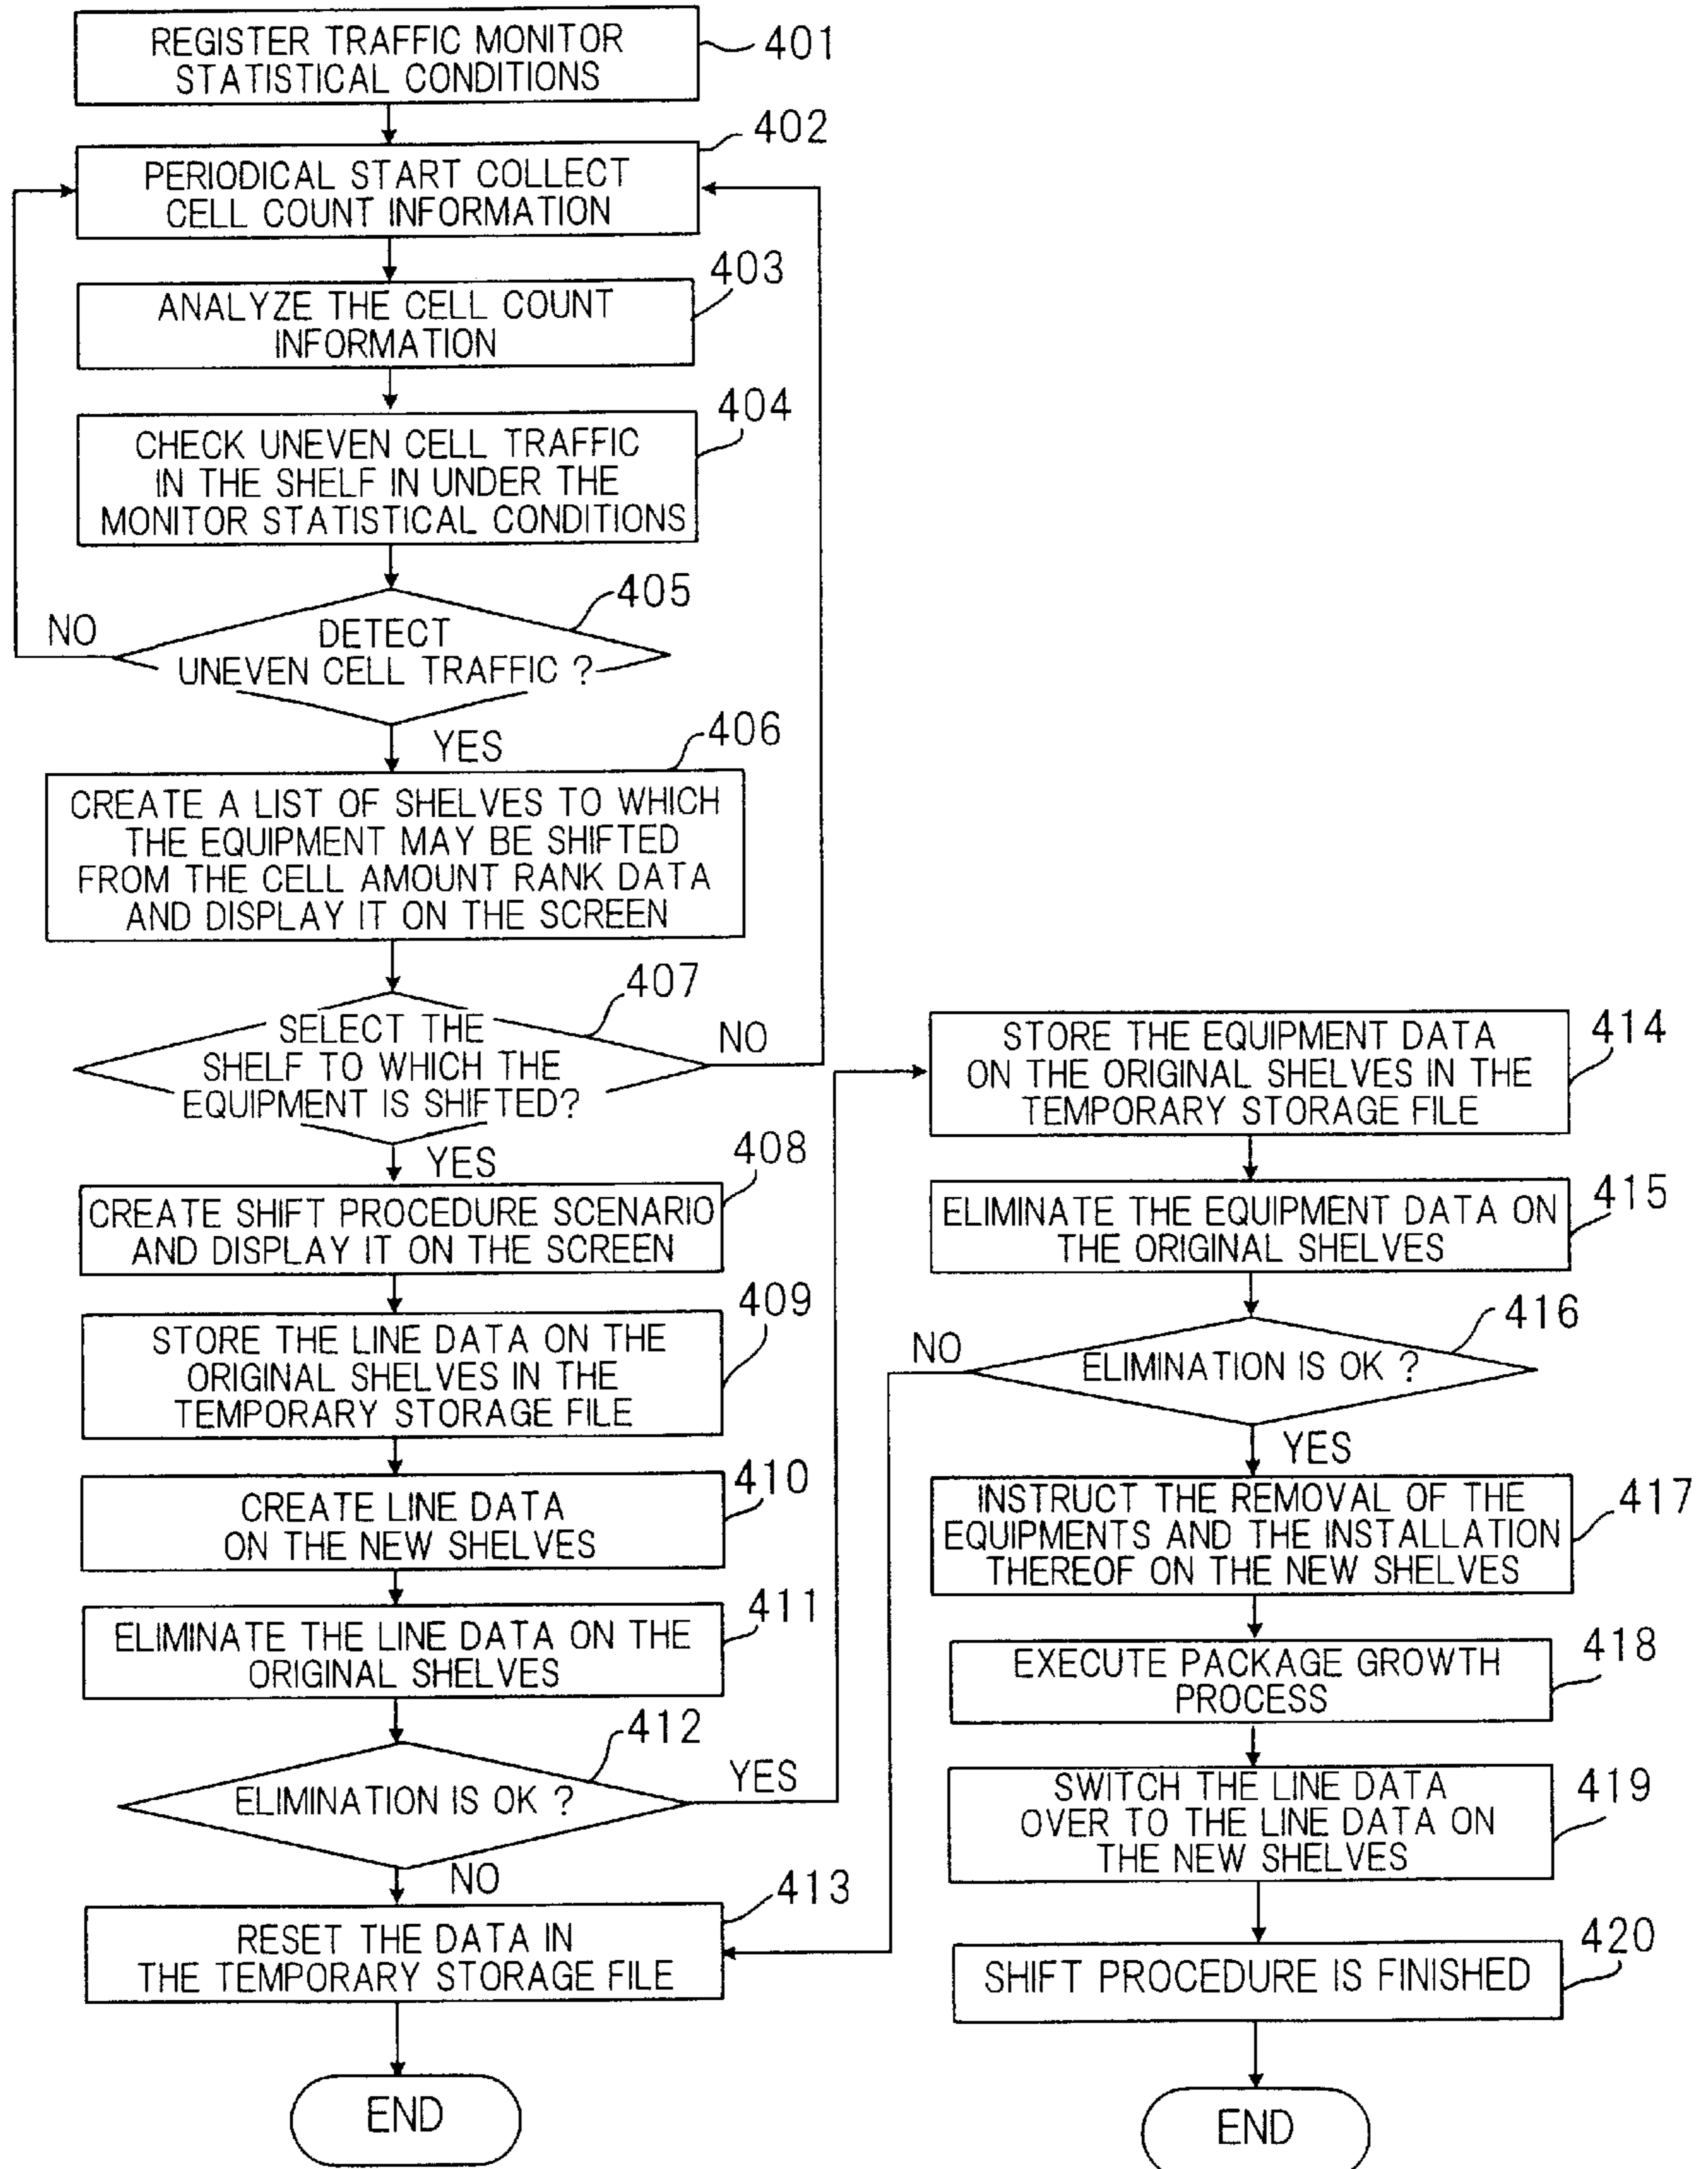 REGISTER TRAFFIC MONITOR
STATISTICAL CONDITIONS
401
402
PERIODICAL START COLLECT
CELL COUNT INFORMATION
403
ANALYZE THE CELL COUNT
INFORMATION
404
CHECK UNEVEN CELL TRAFFIC
IN THE SHELF IN UNDER THE
MONITOR STATISTICAL CONDITIONS
405
NO
DETECT
UNEVEN CELL TRAFFIC ?
YES
406
CREATE A LIST OF SHELVES TO WHICH
THE EQUIPMENT MAY BE SHIFTED
FROM THE CELL AMOUNT RANK DATA
AND DISPLAY IT ON THE SCREEN
407
SELECT THE
SHELF TO WHICH THE
EQUIPMENT IS SHIFTED?
NO
YES
408
CREATE SHIFT PROCEDURE SCENARIO
AND DISPLAY IT ON THE SCREEN
409
STORE THE LINE DATA ON THE
ORIGINAL SHELVES IN THE
TEMPORARY STORAGE FILE
410
CREATE LINE DATA
ON THE NEW SHELVES
411
ELIMINATE THE LINE DATA ON THE
ORIGINAL SHELVES
412
ELIMINATION IS OK ?
YES
NO
413
RESET THE DATA IN
THE TEMPORARY STORAGE FILE
END
414
STORE THE EQUIPMENT DATA
ON THE ORIGINAL SHELVES IN THE
TEMPORARY STORAGE FILE
415
ELIMINATE THE EQUIPMENT DATA ON
THE ORIGINAL SHELVES
416
NO
ELIMINATION IS OK ?
YES
417
INSTRUCT THE REMOVAL OF THE
EQUIPMENTS AND THE INSTALLATION
THEREOF ON THE NEW SHELVES
418
EXECUTE PACKAGE GROWTH
PROCESS
419
SWITCH THE LINE DATA
OVER TO THE LINE DATA ON
THE NEW SHELVES
420
SHIFT PROCEDURE IS FINISHED
END